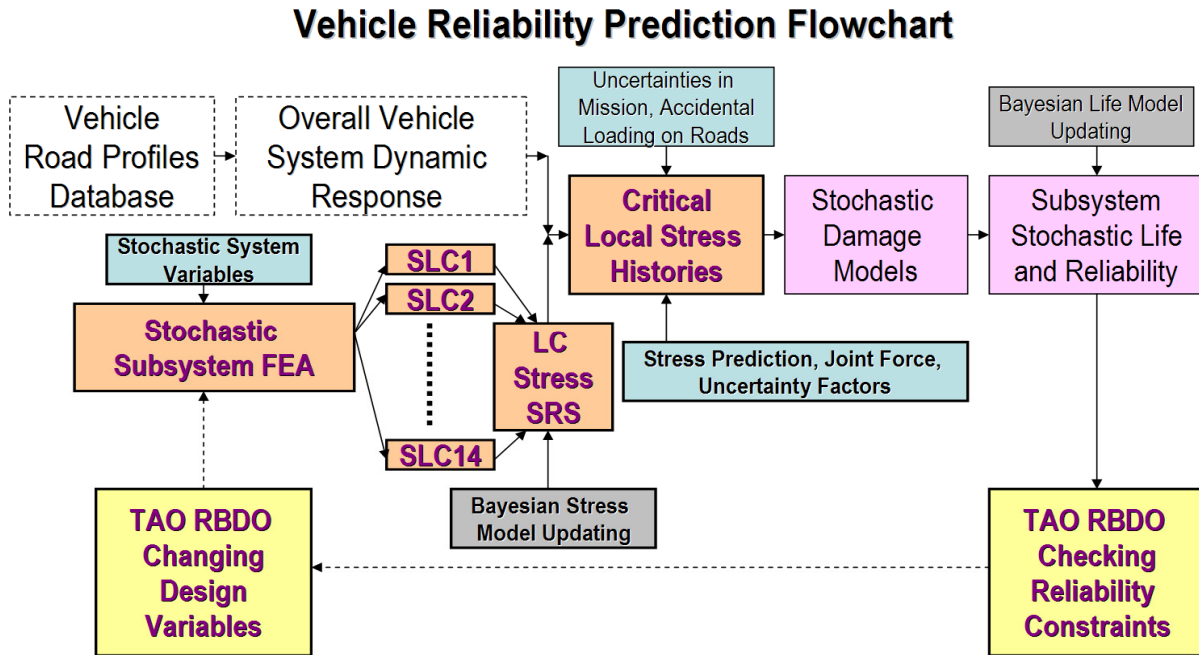 Vehicle Reliability Prediction Flowchart
Uncertainties in
Mission, Accidental
Loading on Roads
Bayesian Life Model
Updating
Vehicle
Road Profiles
Database
Overall Vehicle
System Dynamic
Response
Critical
Local Stress
Histories
Stochastic
Damage
Models
Subsystem
Stochastic Life
and Reliability
Stochastic System
Variables
SLC1
SLC2
SLC14
Stochastic
Subsystem FEA
LC
Stress
SRS
Stress Prediction, Joint Force,
Uncertainty Factors
Bayesian Stress
Model Updating
TAO RBDO
Changing
Design
Variables
TAO RBDO
Checking
Reliability
Constraints